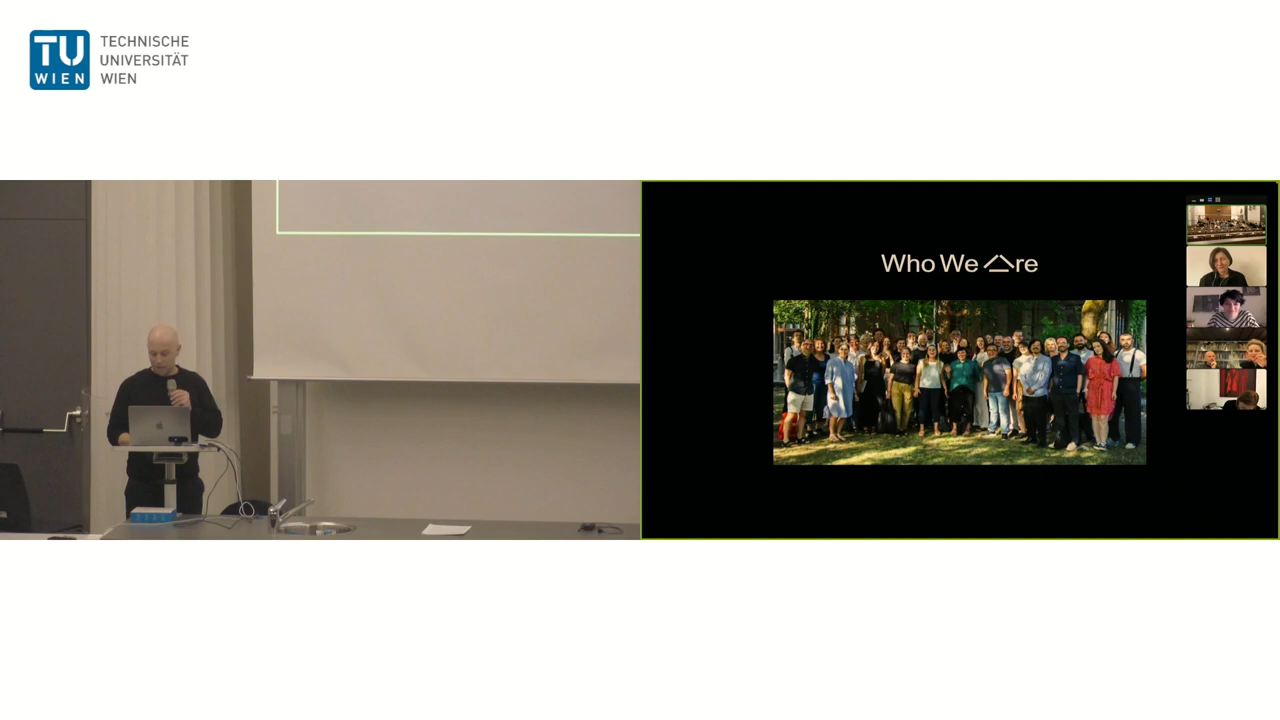 TU
WIEN
TECHNISCHE
UNIVERSITÄT
WIEN
Who We Are